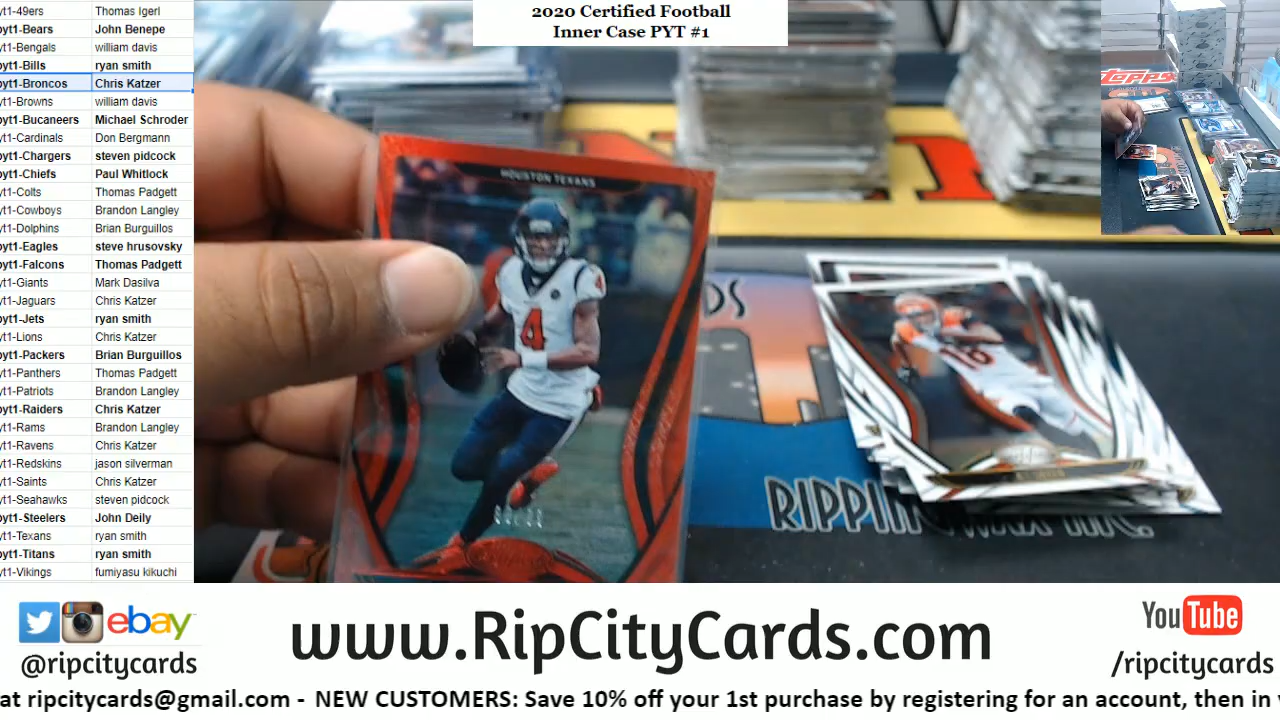 2020 Certified Football
Inner Case PYT #1
yt1-49ers Thomas Igerl
pyt1-Bears John Benepe
yt1-Bengals william davis
pyt1-Bills ryan smith
pyt1-Broncos Chris Katzer
yt1-Browns william davis
pyt1-Bucaneers Michael Schroder
yt1-Cardinals Don Bergmann
pyt1-Chargers steven pidcock
pyt1-Chiefs Paul Whitlock
yt1-Colts Thomas Padgett
yt1-Cowboys Brandon Langley
yt1-Dolphins Brian Burguillos
pyt1-Eagles steve hrusovsky
pyt1-Falcons Thomas Padgett
yt1-Giants Mark Dasilva
yt1-Jaguars Chris Katzer
pyt1-Jets ryan smith
yt1-Lions Chris Katzer
pyt1-Packers Brian Burguillos
yt1-Panthers Thomas Padgett
yt1-Patriots Brandon Langley
pyt1-Raiders Chris Katzer
yt1-Rams Brandon Langley
yt1-Ravens Chris Katzer
yt1-Redskins jason silverman
yt1-Saints Chris Katzer
yt1-Seahawks steven pidcock
pyt1-Steelers John Deily
yt1-Texans ryan smith
pyt1-Titans ryan smith
yt1-Vikings fumiyasu kikuchi
HOUSTON TEXANS
4
4
16
DS
RIPPIN
Topps
ebay
@ripcitycards
www.RipCityCards.com
YouTube
/ripcitycards
at ripcitycards@gmail.com - NEW CUSTOMERS: Save 10% off your 1st purchase by registering for an account, then in